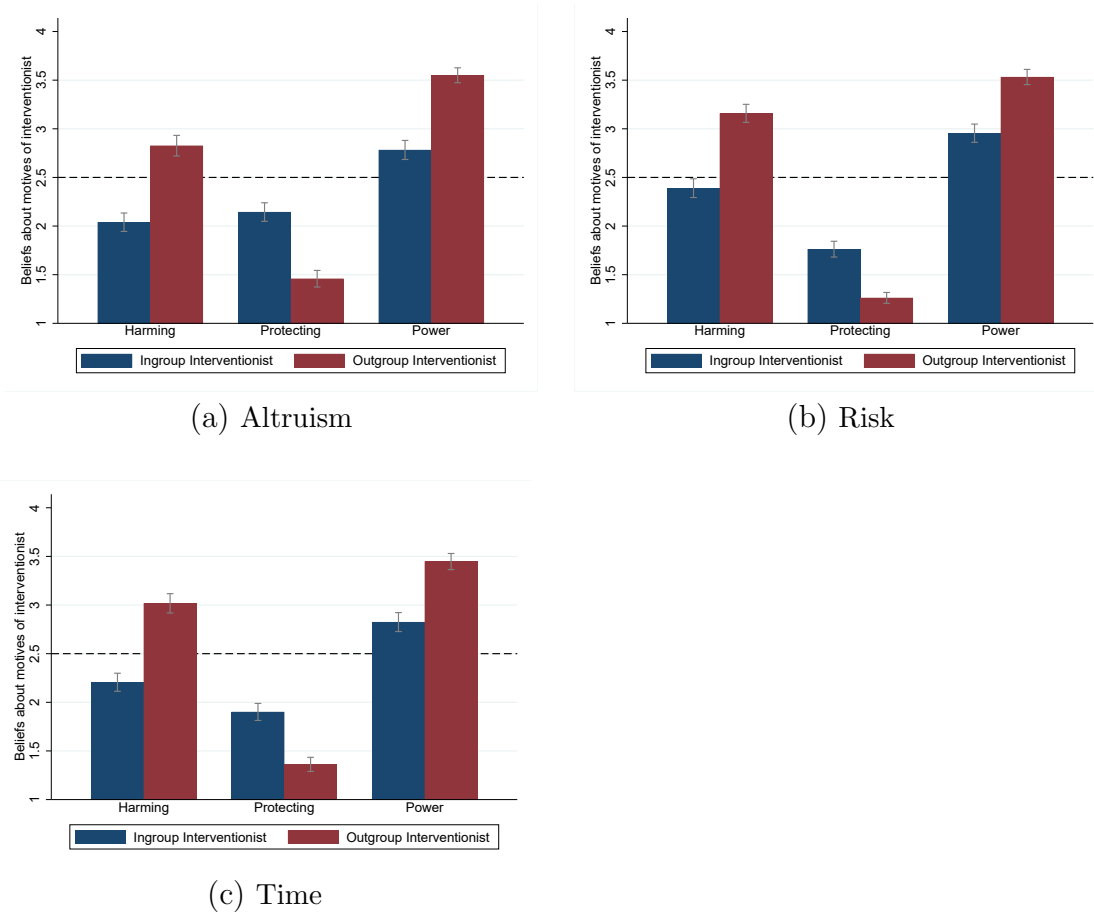 Beliefs about motives of interventionist
4
3.5
3
2.5
2
1.5
1
Harming Protecting Power
Ingroup Interventionist Outgroup Interventionist
(a) Altruism
Beliefs about motives of interventionist
4
3.5
3
2.5
2
1.5
1
Harming Protecting Power
Ingroup Interventionist Outgroup Interventionist
(b) Risk
Beliefs about motives of interventionist
4
3.5
3
2.5
2
1.5
1
Harming Protecting Power
Ingroup Interventionist Outgroup Interventionist
(c) Time